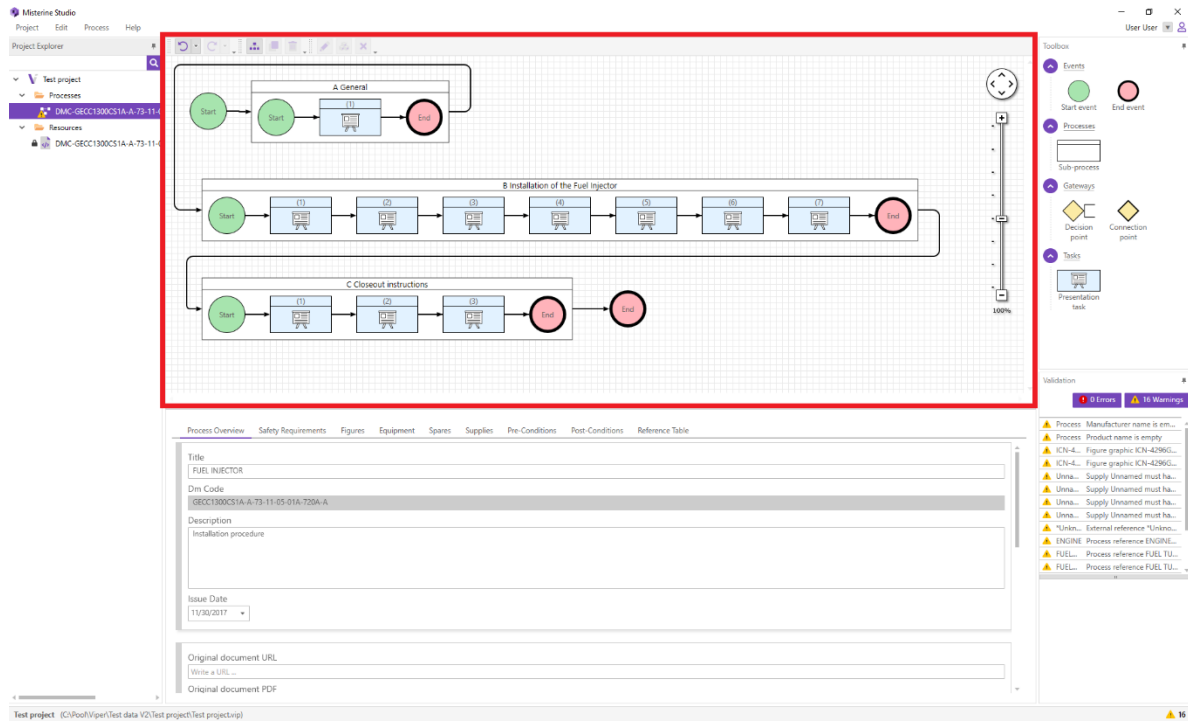 Misterine Studio
Project Edit Process Help
User User
Project Explorer
Test project
Processes
DMC-GECC1300CS1A-A-73-11-
Resources
DMC-GECC1300CS1A-A-73-11-
A General
Start
Start
(1)
End
B Installation of the Fuel Injector
Start
(1)
(2)
(3)
(4)
(5)
(6)
(7)
End
C Closeout instructions
Start
(1)
(2)
(3)
End
End
100%
Toolbox
Events
Start event
End event
Processes
Sub-process
Gateways
Decision point
Connection point
Tasks
Presentation task
Validation
0 Errors
16 Warnings
Process Manufacturer name is em...
Process Product name is empty
ICN-4... Figure graphic ICN-4296G...
ICN-4... Figure graphic ICN-4296G...
Unna... Supply Unnamed must ha...
Unna... Supply Unnamed must ha...
Unna... Supply Unnamed must ha...
Unna... Supply Unnamed must ha...
*Unkn... External reference *Unkno...
ENGINE Process reference ENGINE...
FUEL... Process reference FUEL TU...
FUEL... Process reference FUEL TU...
Process Overview Safety Requirements Figures Equipment Spares Supplies Pre-Conditions Post-Conditions Reference Table
Title
FUEL INJECTOR
Dm Code
GECC1300CS1A-A-73-11-05-01A-720A-A
Description
Installation procedure
Issue Date
11/30/2017
Original document URL
Write a URL ...
Original document PDF
Test project (C:\Pool\Viper\Test data V2\Test project\Test project.vip)
16